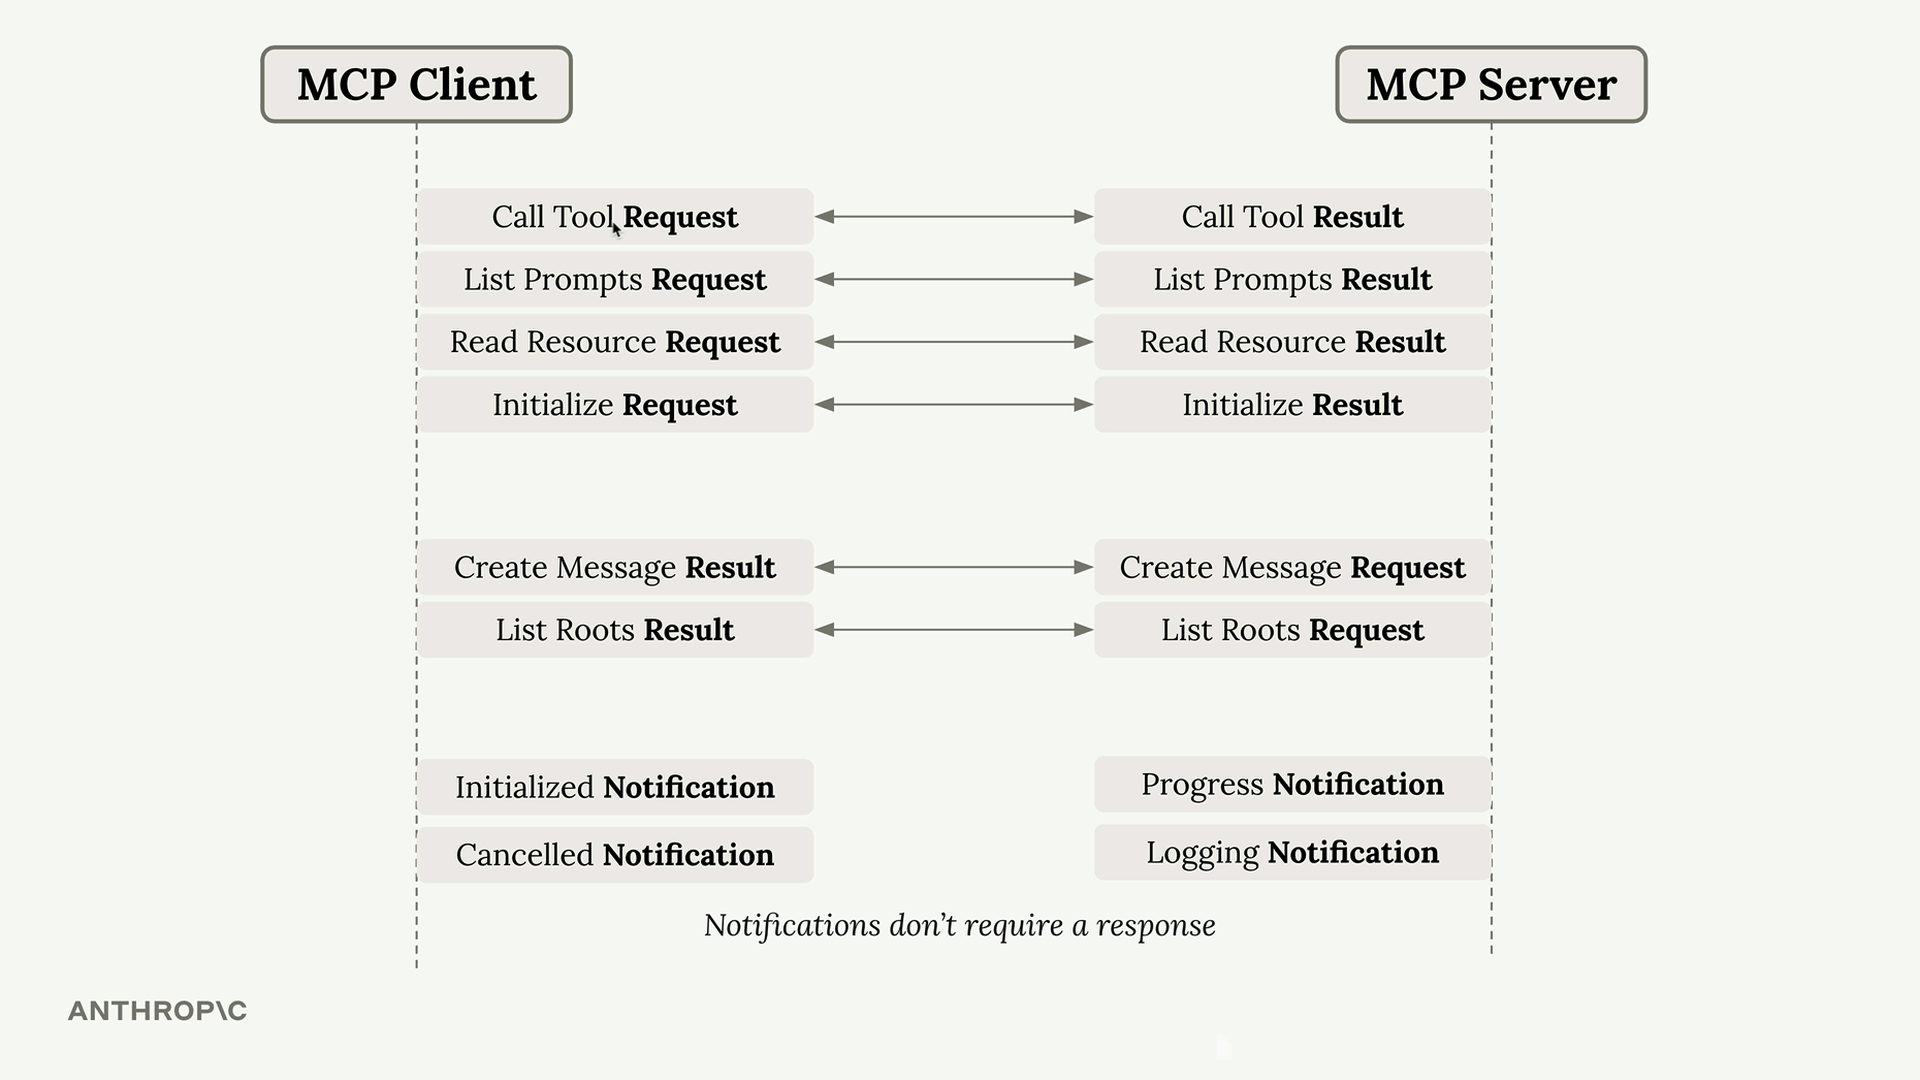 MCP Client
MCP Server
Call Tool Request
Call Tool Result
List Prompts Request
List Prompts Result
Read Resource Request
Read Resource Result
Initialize Request
Initialize Result
Create Message Result
Create Message Request
List Roots Result
List Roots Request
Initialized Notification
Progress Notification
Cancelled Notification
Logging Notification
Notifications don’t require a response
ANTHROP\C